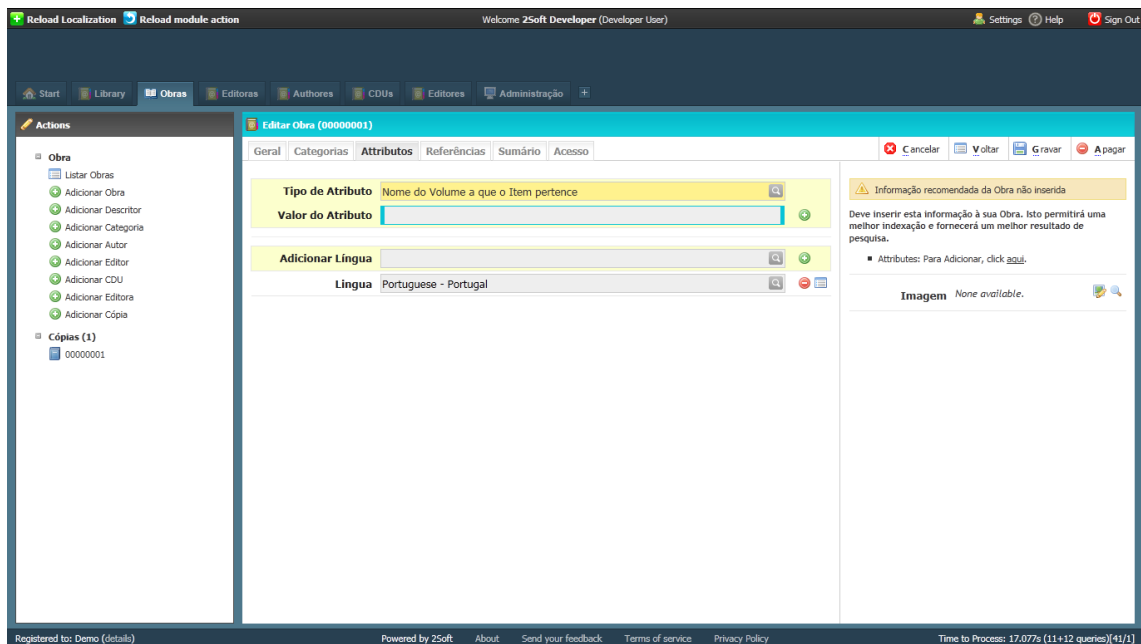 Reload Localization Reload module action Welcome 2Soft Developer (Developer User) Settings Help Sign Out
Start Library Obras Editoras Authores CDUs Editores Administração +
Actions
Obra
Listar Obras
Adicionar Obra
Adicionar Descritor
Adicionar Categoria
Adicionar Autor
Adicionar Editor
Adicionar CDU
Adicionar Editora
Adicionar Cópia
Cópias (1)
00000001
Editar Obra (00000001)
Geral Categorias Attributos Referências Sumário Acesso Cancelar Voltar Gravar Apagar
Tipo de Atributo Nome do Volume a que o Item pertence
Valor do Atributo
Adicionar Língua
Lingua Portuguese - Portugal
Informação recomendada da Obra não inserida
Deve inserir esta informação à sua Obra. Isto permitirá uma
melhor indexação e fornecerá um melhor resultado de
pesquisa.
Attributes: Para Adicionar, click aqui.
Imagem None available.
Registered to: Demo (details) Powered by 2Soft About Send your feedback Terms of service Privacy Policy Time to Process: 17.077s (11+12 queries)[41/1]